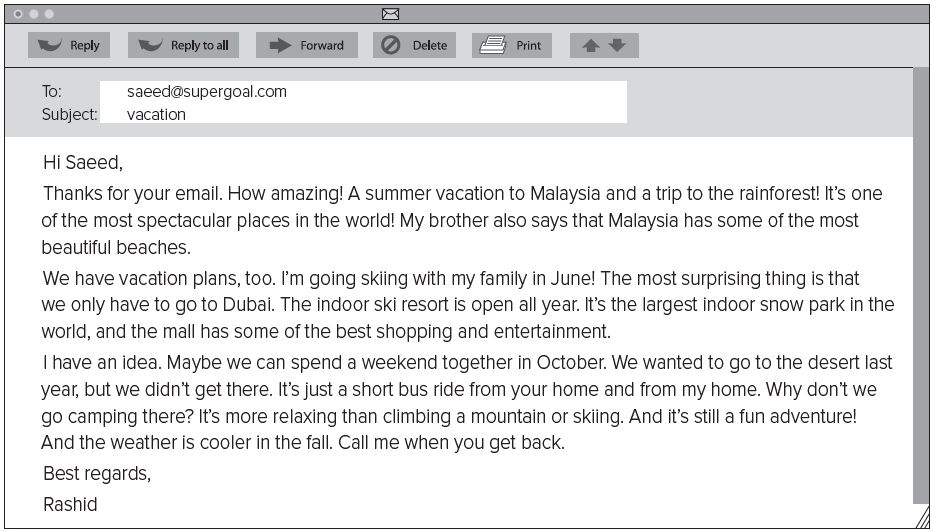 Reply Reply to all Forward Delete Print
To: saeed@supergoal.com
Subject: vacation
Hi Saeed,
Thanks for your email. How amazing! A summer vacation to Malaysia and a trip to the rainforest! It's one
of the most spectacular places in the world! My brother also says that Malaysia has some of the most
beautiful beaches.
We have vacation plans, too. I'm going skiing with my family in June! The most surprising thing is that
we only have to go to Dubai. The indoor ski resort is open all year. It's the largest indoor snow park in the
world, and the mall has some of the best shopping and entertainment.
I have an idea. Maybe we can spend a weekend together in October. We wanted to go to the desert last
year, but we didn't get there. It's just a short bus ride from your home and from my home. Why don't we
go camping there? It's more relaxing than climbing a mountain or skiing. And it's still a fun adventure!
And the weather is cooler in the fall. Call me when you get back.
Best regards,
Rashid